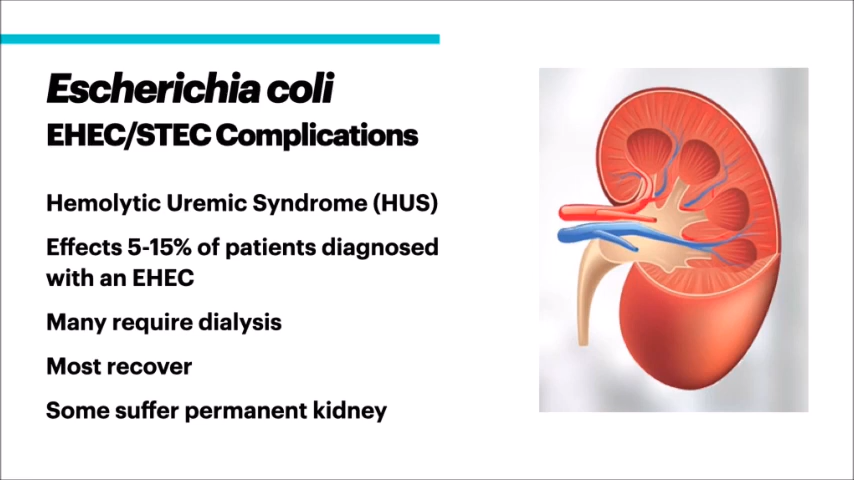 Escherichia coli
EHEC/STEC Complications
Hemolytic Uremic Syndrome (HUS)
Effects 5-15% of patients diagnosed
with an EHEC
Many require dialysis
Most recover
Some suffer permanent kidney